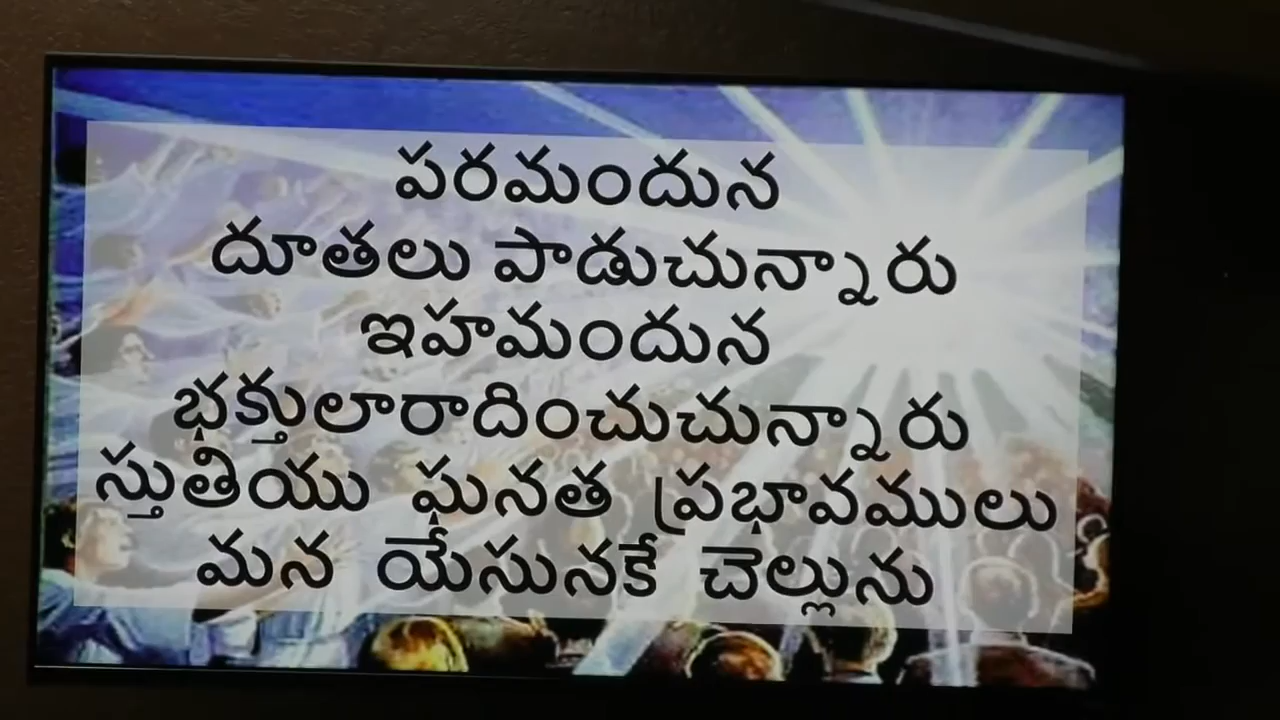 పరమందున
దూతలు పాడుచున్నారు
ఇహమందున
భక్తులారాదించుచున్నారు
స్తుతియు ఘనత ప్రభావములు
మన యేసునకే చెల్లును